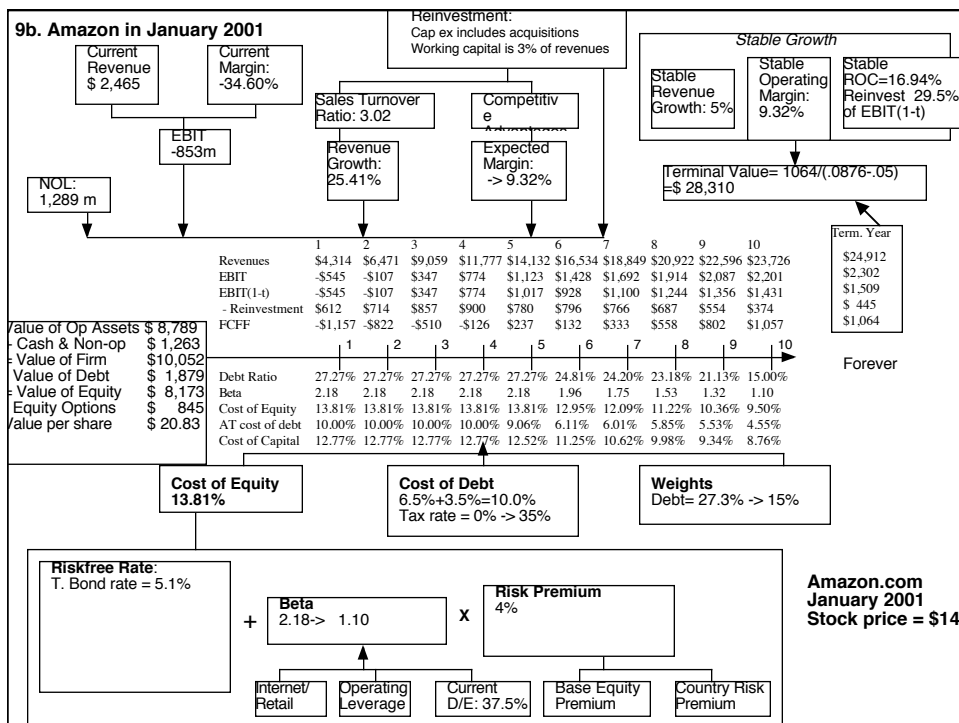 9b. Amazon in January 2001
Reinvestment:
Cap ex includes acquisitions
Working capital is 3% of revenues
Current
Revenue
$ 2,465
Current
Margin:
-34.60%
EBIT
-853m
NOL:
1,289 m
Sales Turnover
Ratio: 3.02
Competitiv
e
Advantages
Revenue
Growth:
25.41%
Expected
Margin:
-> 9.32%
Stable Growth
Stable
Revenue
Growth: 5%
Stable
Operating
Margin:
9.32%
Stable
ROC=16.94%
Reinvest 29.5%
of EBIT(1-t)
Terminal Value= 1064/(.0876-.05)
=$ 28,310
Term. Year
$24,912
$2,302
$1,509
$ 445
$1,064
Forever
1 2 3 4 5 6 7 8 9 10
Revenues $4,314 $6,471 $9,059 $11,777 $14,132 $16,534 $18,849 $20,922 $22,596 $23,726
EBIT -$545 -$107 $347 $774 $1,123 $1,428 $1,692 $1,914 $2,087 $2,201
EBIT(1-t) -$545 -$107 $347 $774 $1,017 $928 $1,100 $1,244 $1,356 $1,431
- Reinvestment $612 $714 $857 $900 $780 $796 $766 $687 $554 $374
FCFF -$1,157 -$822 -$510 -$126 $237 $132 $333 $558 $802 $1,057
1 2 3 4 5 6 7 8 9 10
Debt Ratio 27.27% 27.27% 27.27% 27.27% 27.27% 24.81% 24.20% 23.18% 21.13% 15.00%
Beta 2.18 2.18 2.18 2.18 2.18 1.96 1.75 1.53 1.32 1.10
Cost of Equity 13.81% 13.81% 13.81% 13.81% 13.81% 12.95% 12.09% 11.22% 10.36% 9.50%
AT cost of debt 10.00% 10.00% 10.00% 10.00% 9.06% 6.11% 6.01% 5.85% 5.53% 4.55%
Cost of Capital 12.77% 12.77% 12.77% 12.77% 12.52% 11.25% 10.62% 9.98% 9.34% 8.76%
Value of Op Assets $ 8,789
+ Cash & Non-op $ 1,263
= Value of Firm $10,052
Value of Debt $ 1,879
= Value of Equity $ 8,173
Equity Options $ 845
Value per share $ 20.83
Cost of Equity
13.81%
Cost of Debt
6.5%+3.5%=10.0%
Tax rate = 0% -> 35%
Weights
Debt= 27.3% -> 15%
Riskfree Rate:
T. Bond rate = 5.1%
+
Beta
2.18-> 1.10
X
Risk Premium
4%
Internet/
Retail
Operating
Leverage
Current
D/E: 37.5%
Base Equity
Premium
Country Risk
Premium
Amazon.com
January 2001
Stock price = $14